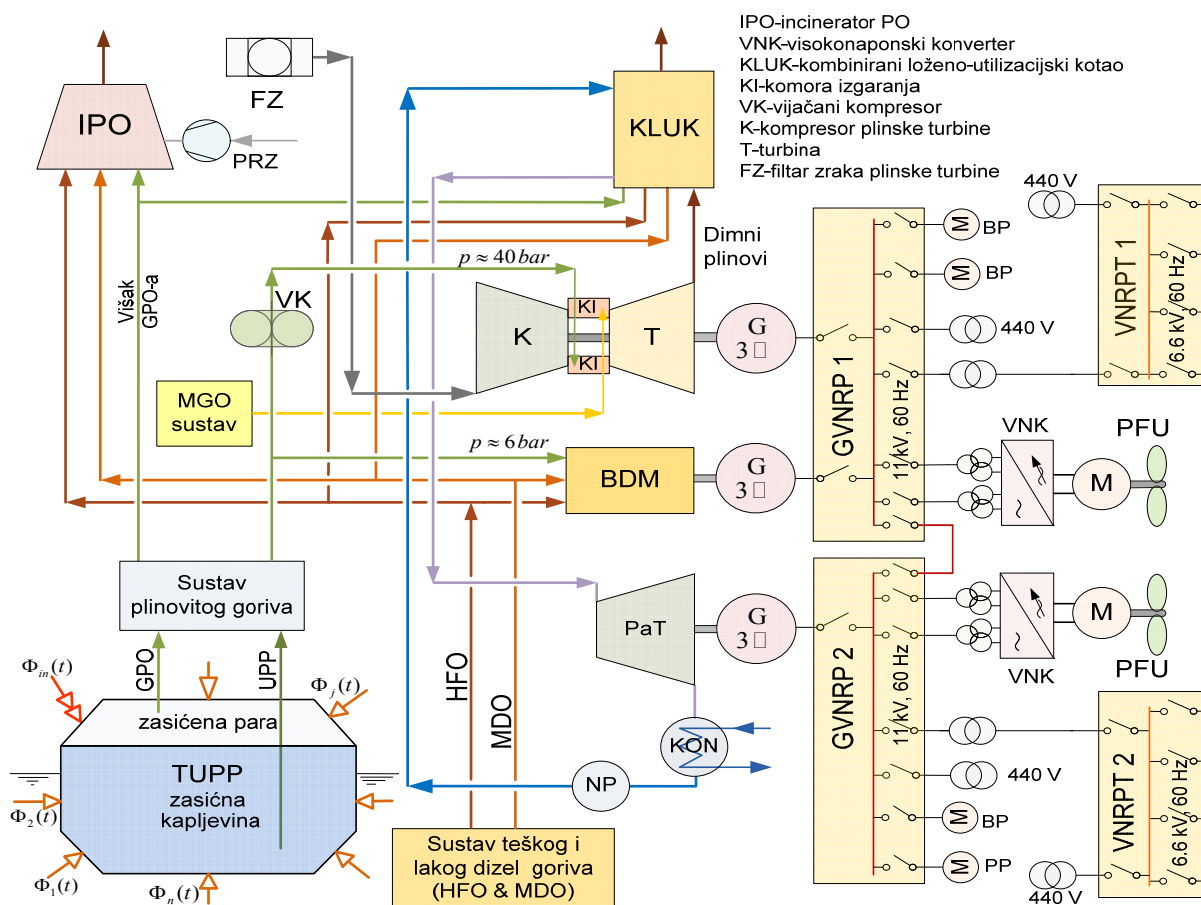 IPO-incinerator PO
VNK-visokonaponski konverter
KLUK-kombinirani loženo-utilizacijski kotao
KI-komora izgaranja
VK-vijačani kompresor
K-kompresor plinske turbine
T-turbina
FZ-filtar zraka plinske turbine
FZ
IPO
PRZ
KLUK
Dimni
plinovi
p ≈ 40 bar
Višak
GPO-a
VK
KI
K
T
KI
G
3□
MGO
sustav
p ≈ 6 bar
BDM
G
3□
Sustav
plinovitog goriva
GPO
UPP
HFO
MDO
PaT
G
3□
KON
NP
Φin(t)
Φj(t)
zasićena para
TUPP
zasićna
kapljevina
Φ2(t)
Φ1(t)
Φn(t)
Sustav teškog i
lakog dizel goriva
(HFO & MDO)
GVNRP 1
11 kV, 60 Hz
M
BP
M
BP
440 V
440 V
VNRPT 1
6.6 kV, 60 Hz
VNK
M
PFU
GVNRP 2
11 kV, 60 Hz
VNK
M
PFU
440 V
M
BP
M
PP
440 V
VNRPT 2
6.6 kV, 60 Hz